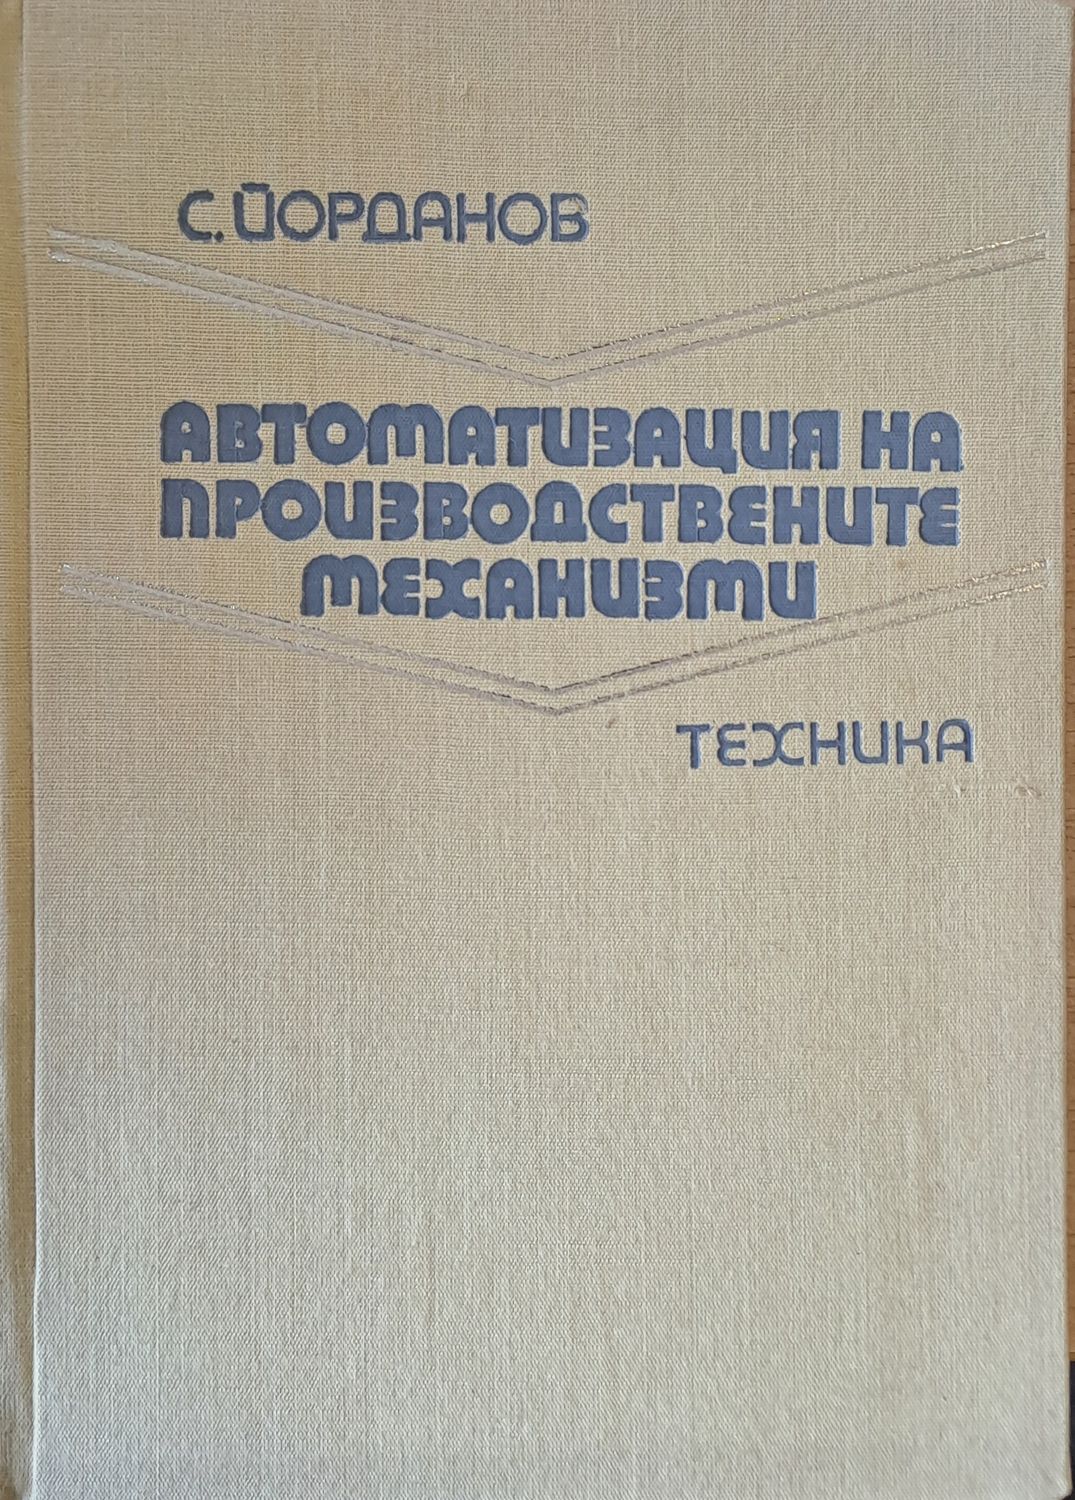 С. ЙОРДАНОВ
АВТОМАТИЗАЦИЯ НА
ПРОИЗВОДСТВЕНИТЕ
МЕХАНИЗМИ
ТЕХНИКА